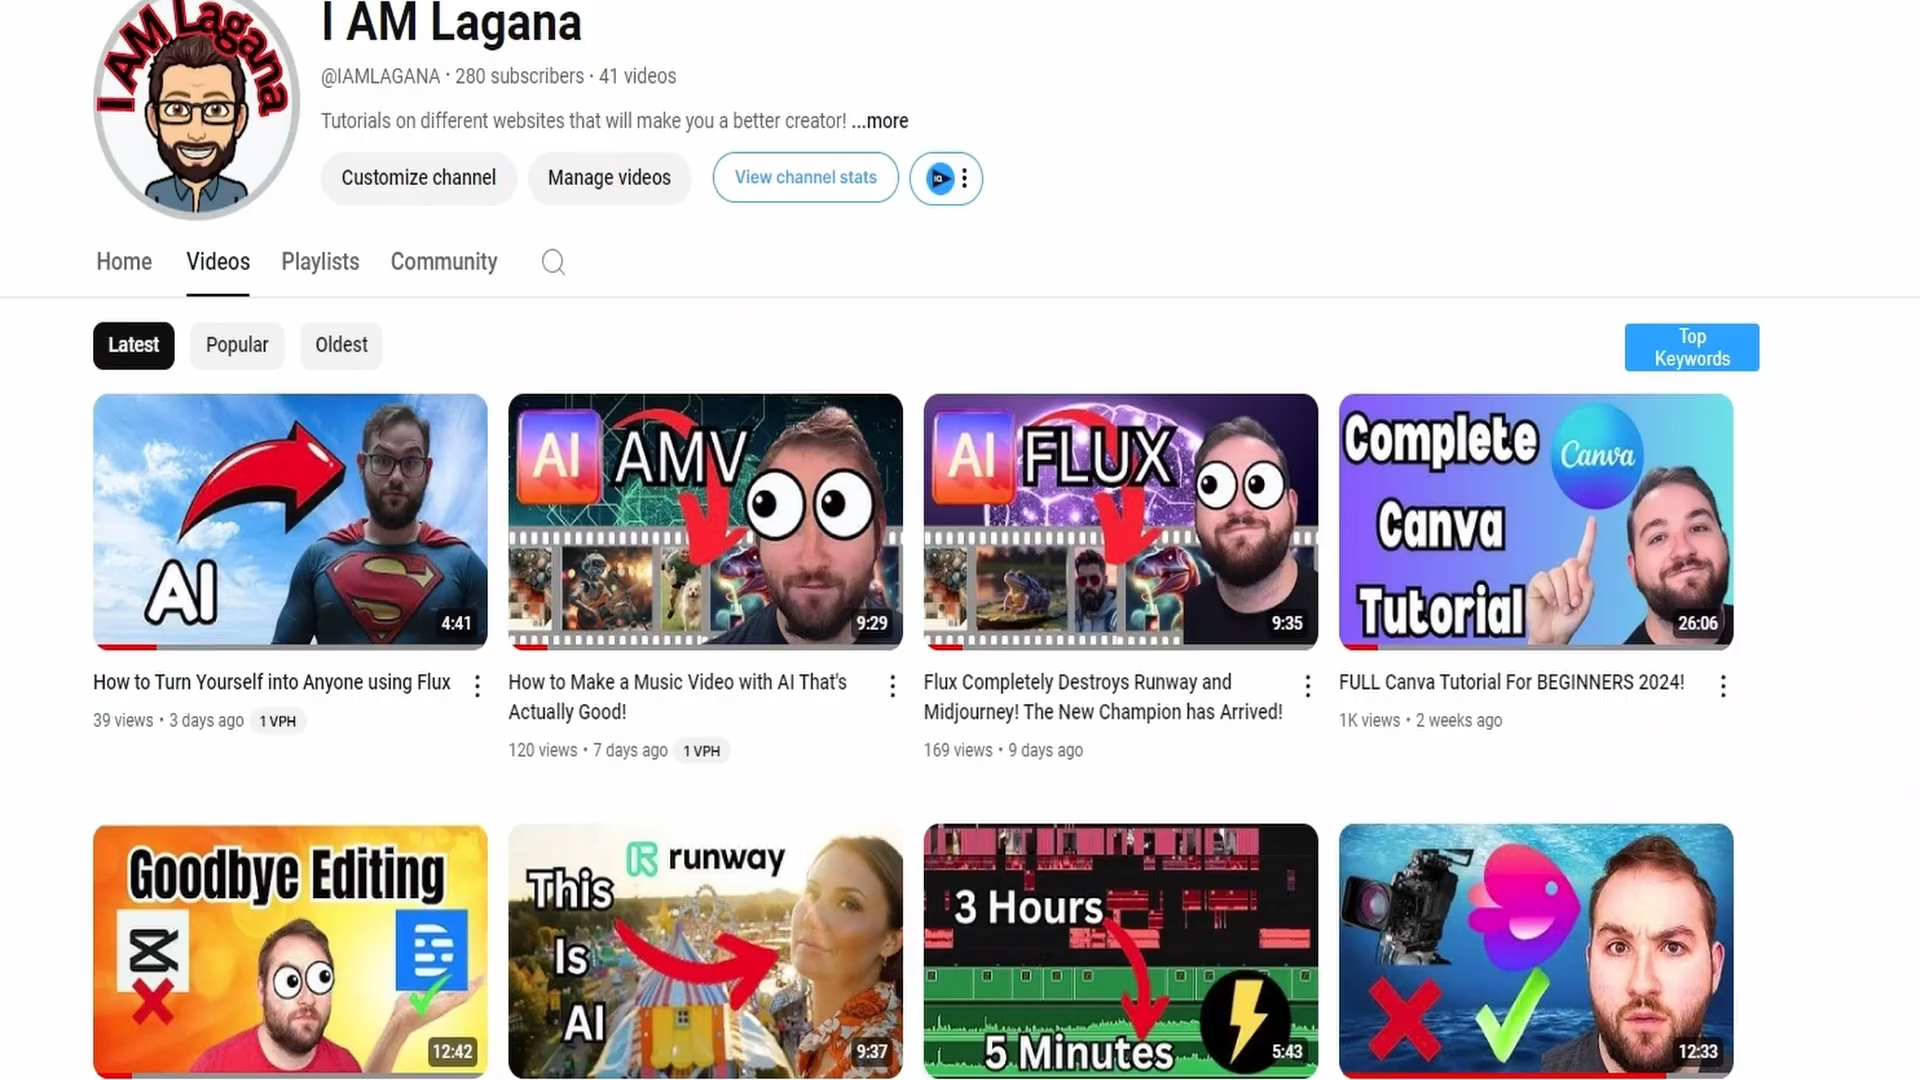 I AM Lagana
I AM Lagana
@IAMLAGANA · 280 subscribers · 41 videos
Tutorials on different websites that will make you a better creator! ...more
Customize channel
Manage videos
View channel stats
IQ
Home
Videos
Playlists
Community
Latest
Popular
Oldest
Top
Keywords
AI
4:41
AI AMV
9:29
AI FLUX
9:35
Complete
Canva
Canva
Tutorial
26:06
How to Turn Yourself into Anyone using Flux
39 views • 3 days ago 1 VPH
How to Make a Music Video with AI That's
Actually Good!
120 views • 7 days ago 1 VPH
Flux Completely Destroys Runway and
Midjourney! The New Champion has Arrived!
169 views • 9 days ago
FULL Canva Tutorial For BEGINNERS 2024!
1K views • 2 weeks ago
Goodbye Editing
12:42
runway
This
Is
AI
9:37
3 Hours
5 Minutes
5:43
12:33